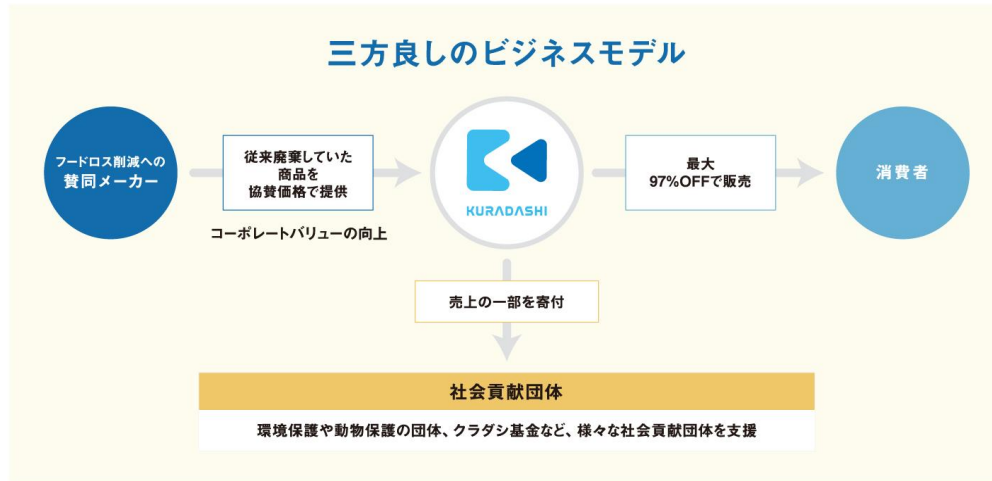 三方良しのビジネスモデル
フードロス削減への
賛同メーカー
従来廃棄していた
商品を
協賛価格で提供
コーポレートバリューの向上
KURADASHI
最大
97%OFFで販売
消費者
売上の一部を寄付
社会貢献団体
環境保護や動物保護の団体、クラダシ基金など、様々な社会貢献団体を支援